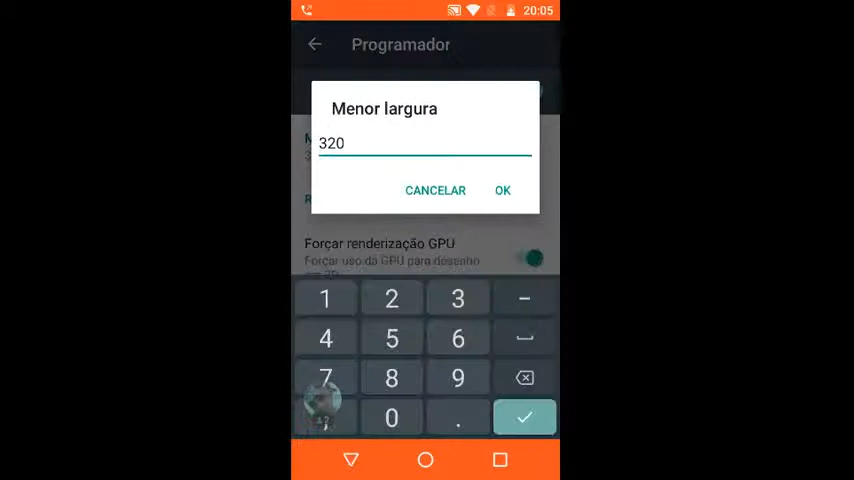 20:05
Programador
Menor largura
320
CANCELAR OK
Forçar renderização GPU
Forçar uso da GPU para desenho
1 2 3 -
4 5 6
7 8 9
, 0 .